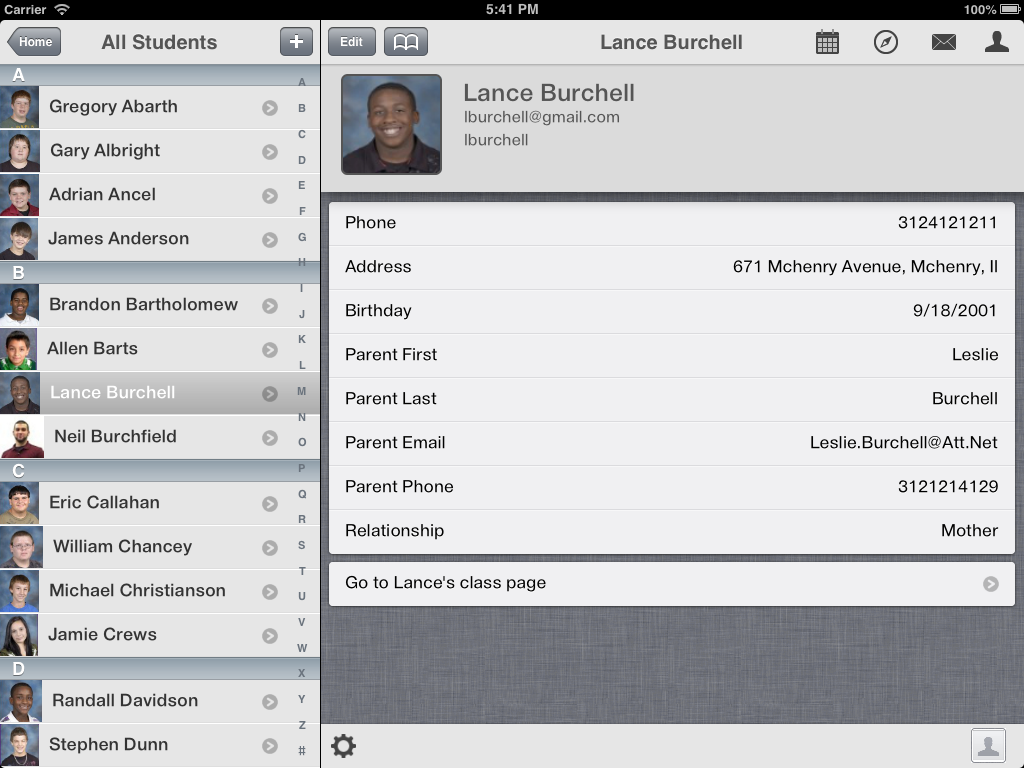 Carrier 5:41 PM 100%
Home All Students +
A
Gregory Abarth
Gary Albright
Adrian Ancel
James Anderson
B
Brandon Bartholomew
Allen Barts
Lance Burchell
Neil Burchfield
C
Eric Callahan
William Chancey
Michael Christianson
Jamie Crews
D
Randall Davidson
Stephen Dunn
A
B
C
D
E
F
G
H
I
J
K
L
M
N
O
P
Q
R
S
T
U
V
W
X
Y
Z
#
Edit Lance Burchell
Lance Burchell
lburchell@gmail.com
lburchell
Phone 3124121211
Address 671 Mchenry Avenue, Mchenry, Il
Birthday 9/18/2001
Parent First Leslie
Parent Last Burchell
Parent Email Leslie.Burchell@Att.Net
Parent Phone 3121214129
Relationship Mother
Go to Lance's class page